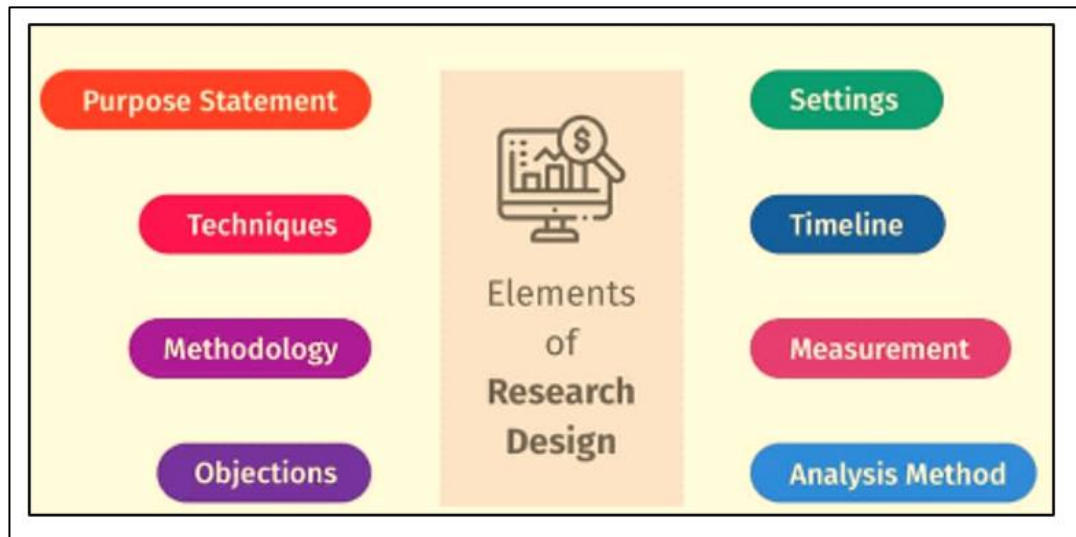 Purpose Statement
Techniques
Methodology
Objections
$
Elements
of
Research
Design
Settings
Timeline
Measurement
Analysis Method